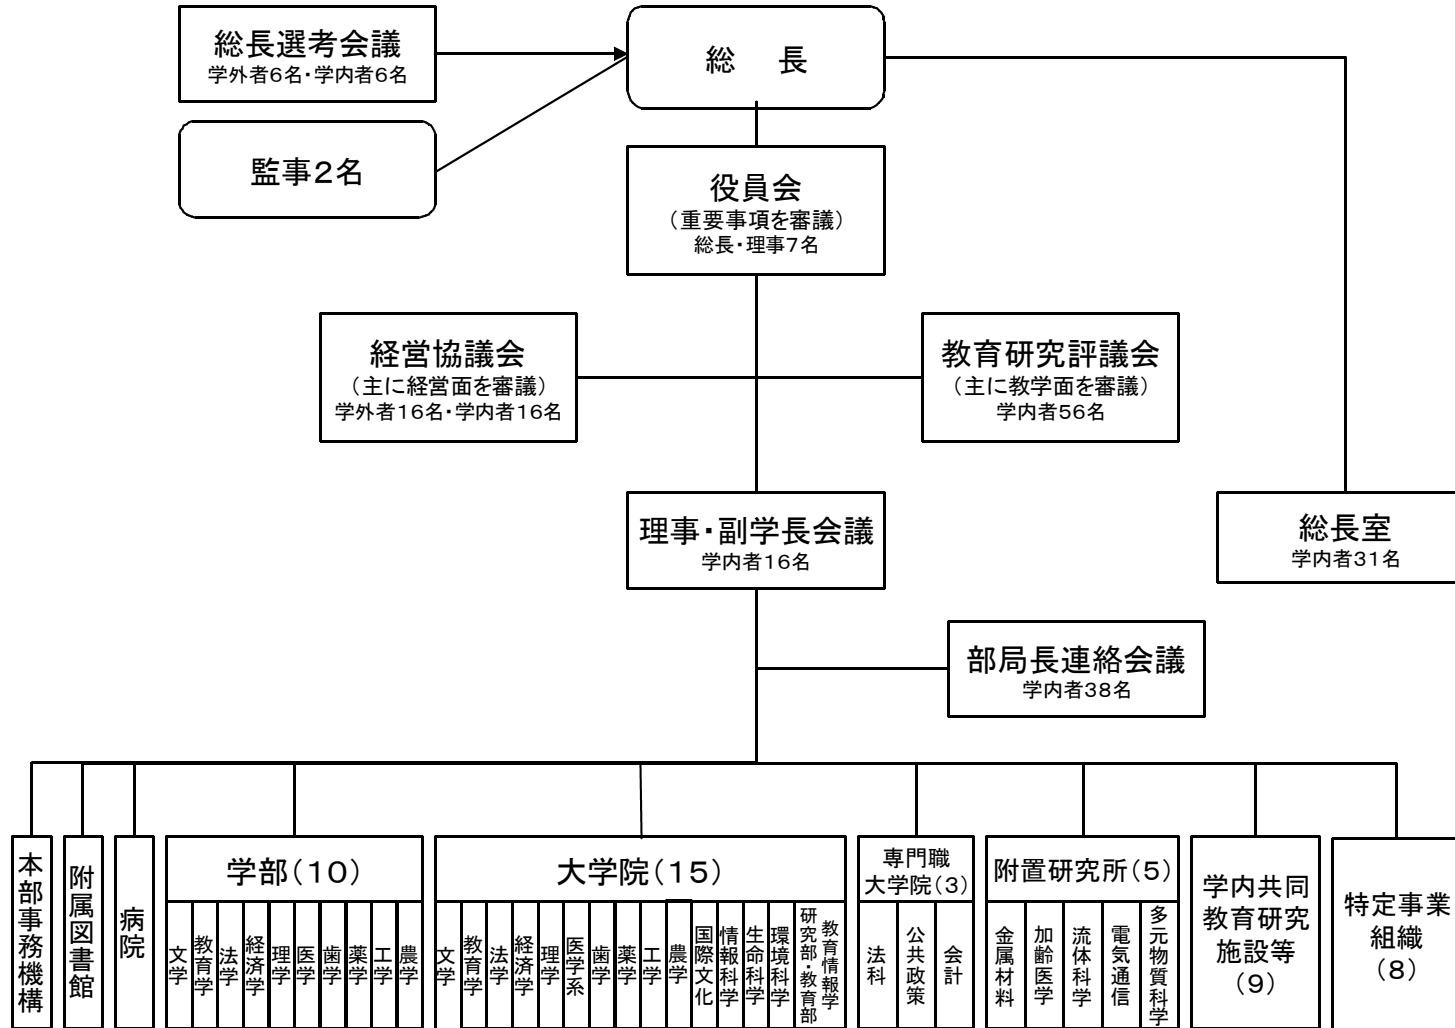 総長選考会議
学外者6名・学内者6名
総 長
監事2名
役員会
（重要事項を審議）
総長・理事7名
経営協議会
（主に経営面を審議）
学外者16名・学内者16名
教育研究評議会
（主に教学面を審議）
学内者56名
理事・副学長会議
学内者16名
総長室
学内者31名
部局長連絡会議
学内者38名
本部事務機構
附属図書館
病院
学部（10）
文学
教育学
法学
経済学
理学
医学
歯学
薬学
工学
農学
大学院（15）
文学
教育学
法学
経済学
理学
医学系
歯学
薬学
工学
農学
国際文化
情報科学
生命科学
環境科学
教育情報学
研究部・教育部
専門職
大学院（3）
法科
公共政策
会計
附置研究所（5）
金属材料
加齢医学
流体科学
電気通信
多元物質科学
学内共同
教育研究
施設等
（9）
特定事業
組織
（8）